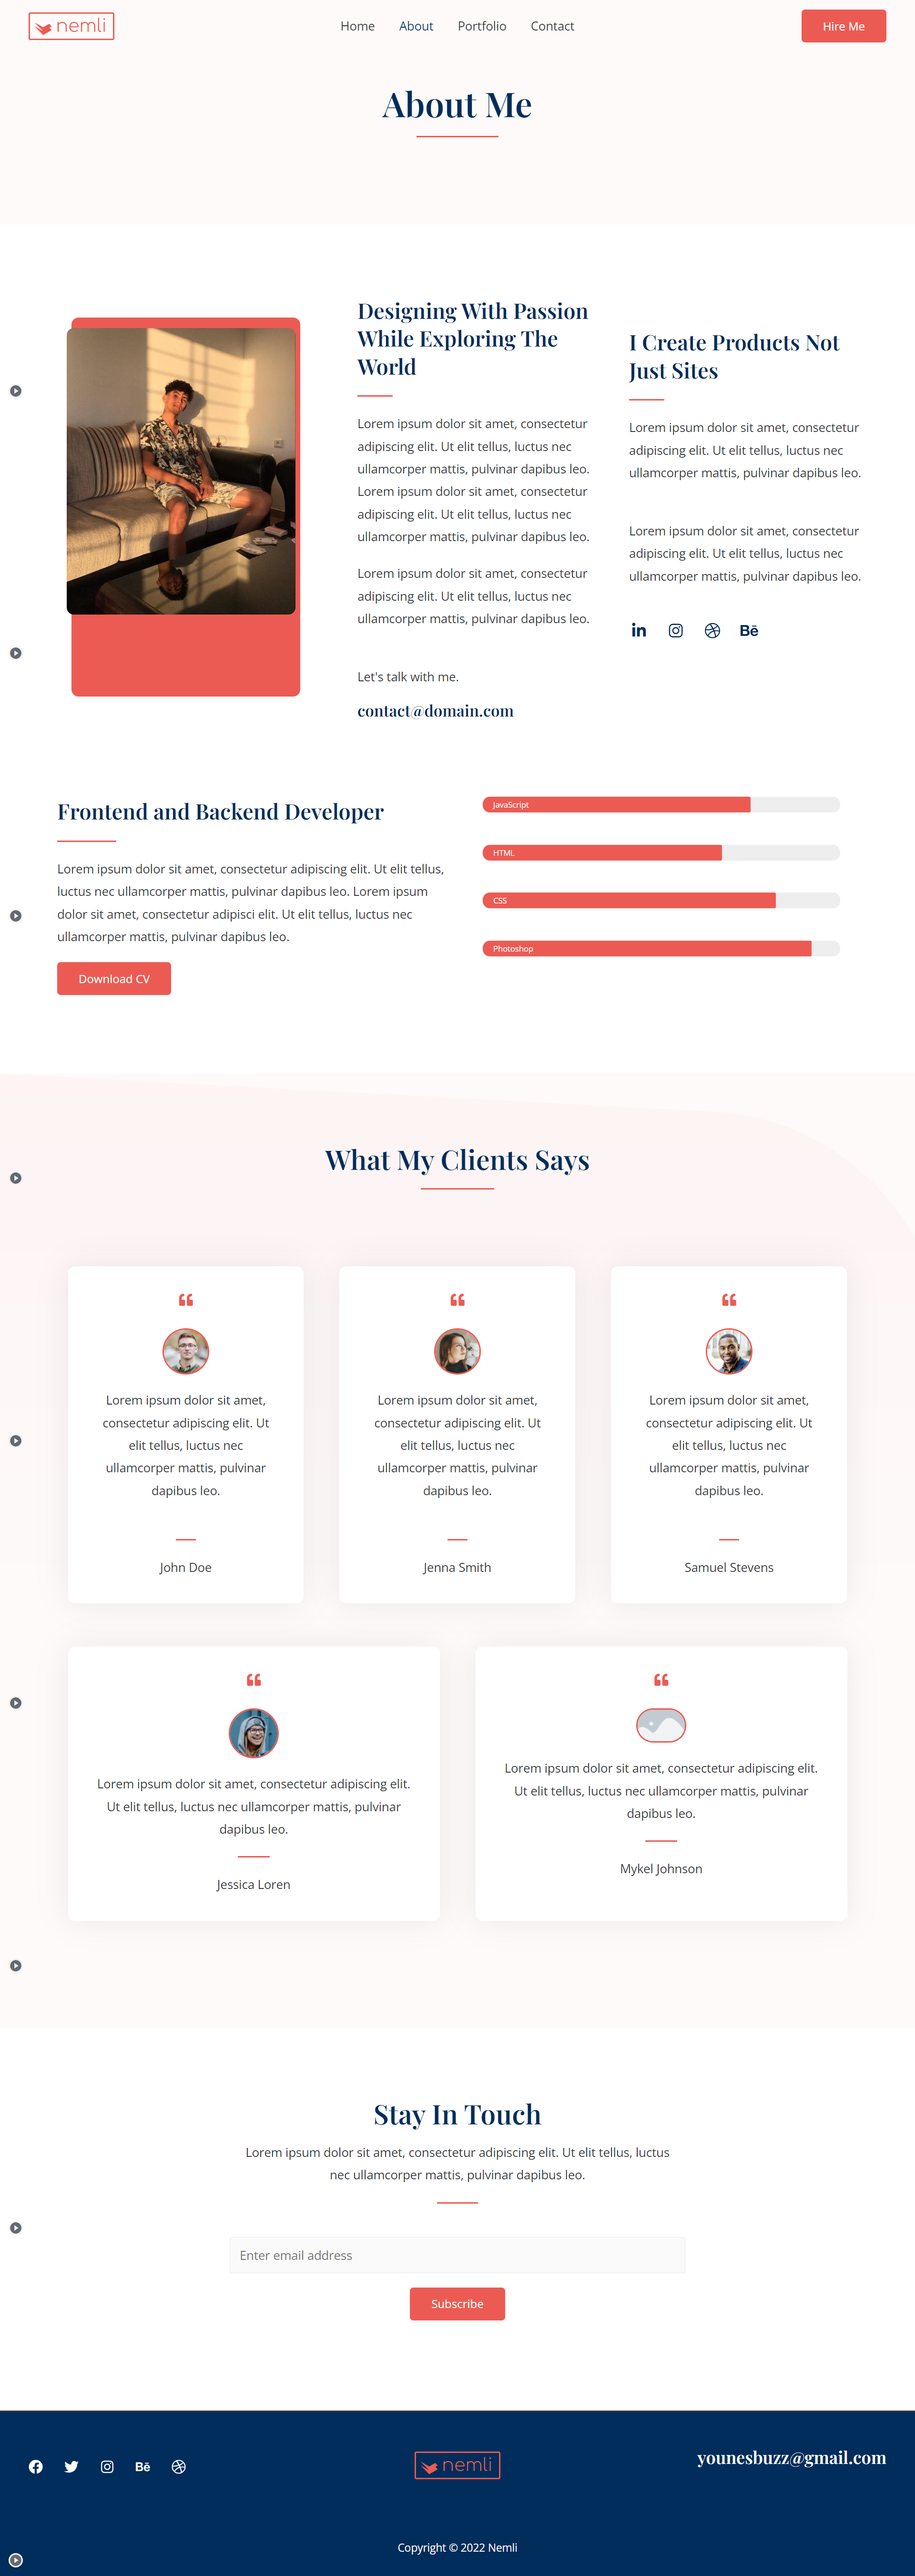 nemli
Home
About
Portfolio
Contact
Hire Me
About Me
Designing With Passion
While Exploring The
World
Lorem ipsum dolor sit amet, consectetur
adipiscing elit. Ut elit tellus, luctus nec
ullamcorper mattis, pulvinar dapibus leo.
Lorem ipsum dolor sit amet, consectetur
adipiscing elit. Ut elit tellus, luctus nec
ullamcorper mattis, pulvinar dapibus leo.
Lorem ipsum dolor sit amet, consectetur
adipiscing elit. Ut elit tellus, luctus nec
ullamcorper mattis, pulvinar dapibus leo.
Let's talk with me.
contact@domain.com
I Create Products Not
Just Sites
Lorem ipsum dolor sit amet, consectetur
adipiscing elit. Ut elit tellus, luctus nec
ullamcorper mattis, pulvinar dapibus leo.
Lorem ipsum dolor sit amet, consectetur
adipiscing elit. Ut elit tellus, luctus nec
ullamcorper mattis, pulvinar dapibus leo.
in
Bē
Frontend and Backend Developer
Lorem ipsum dolor sit amet, consectetur adipiscing elit. Ut elit tellus,
luctus nec ullamcorper mattis, pulvinar dapibus leo. Lorem ipsum
dolor sit amet, consectetur adipisci elit. Ut elit tellus, luctus nec
ullamcorper mattis, pulvinar dapibus leo.
Download CV
JavaScript
HTML
CSS
Photoshop
What My Clients Says
Lorem ipsum dolor sit amet,
consectetur adipiscing elit. Ut
elit tellus, luctus nec
ullamcorper mattis, pulvinar
dapibus leo.
John Doe
Lorem ipsum dolor sit amet,
consectetur adipiscing elit. Ut
elit tellus, luctus nec
ullamcorper mattis, pulvinar
dapibus leo.
Jenna Smith
Lorem ipsum dolor sit amet,
consectetur adipiscing elit. Ut
elit tellus, luctus nec
ullamcorper mattis, pulvinar
dapibus leo.
Samuel Stevens
Lorem ipsum dolor sit amet, consectetur adipiscing elit.
Ut elit tellus, luctus nec ullamcorper mattis, pulvinar
dapibus leo.
Jessica Loren
Lorem ipsum dolor sit amet, consectetur adipiscing elit.
Ut elit tellus, luctus nec ullamcorper mattis, pulvinar
dapibus leo.
Mykel Johnson
Stay In Touch
Lorem ipsum dolor sit amet, consectetur adipiscing elit. Ut elit tellus, luctus
nec ullamcorper mattis, pulvinar dapibus leo.
Enter email address
Subscribe
Bē
nemli
younesbuzz@gmail.com
Copyright © 2022 Nemli